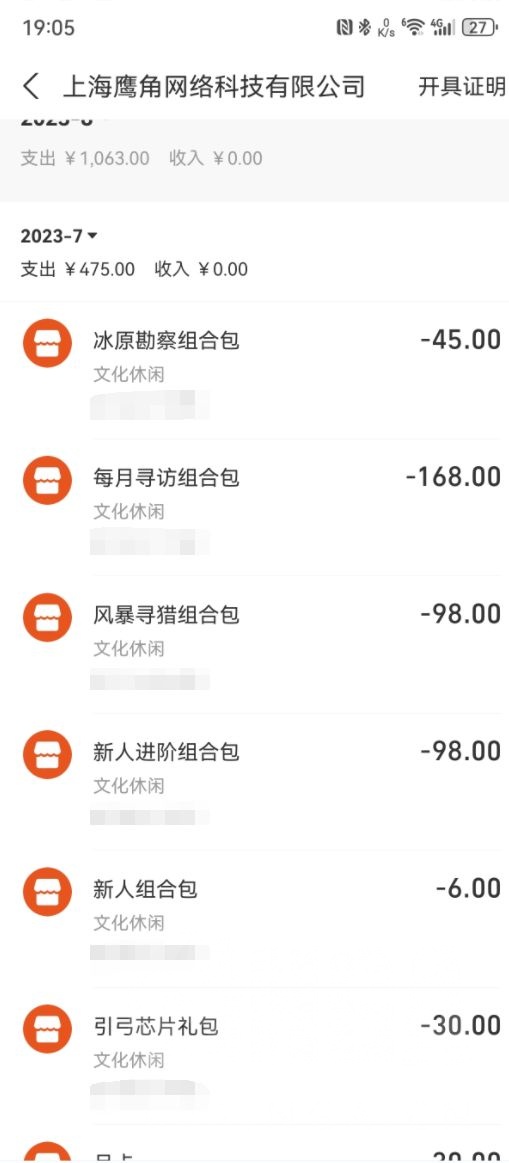 19:05
0 K/s 6 4G 27
上海鹰角网络科技有限公司 开具证明
支出 ￥1,063.00 收入 ￥0.00
2023-7
支出 ￥475.00 收入 ￥0.00
冰原勘察组合包 -45.00
文化休闲
每月寻访组合包 -168.00
文化休闲
风暴寻猎组合包 -98.00
文化休闲
新人进阶组合包 -98.00
文化休闲
新人组合包 -6.00
文化休闲
引弓芯片礼包 -30.00
文化休闲